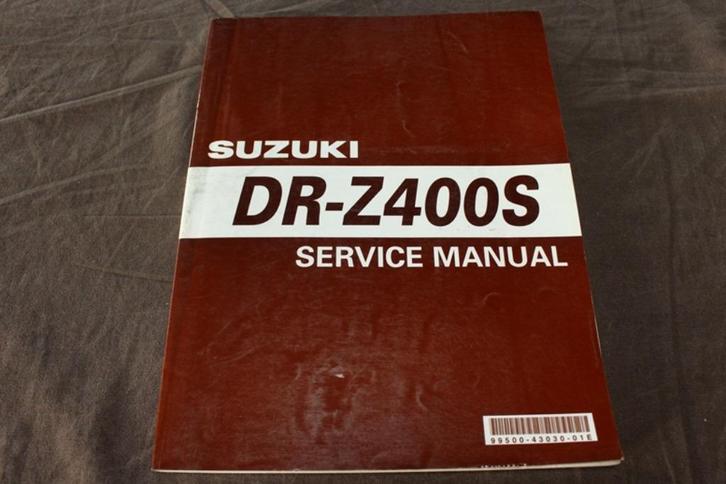 SUZUKI
DR-Z400S
SERVICE MANUAL
99500-43030-01E